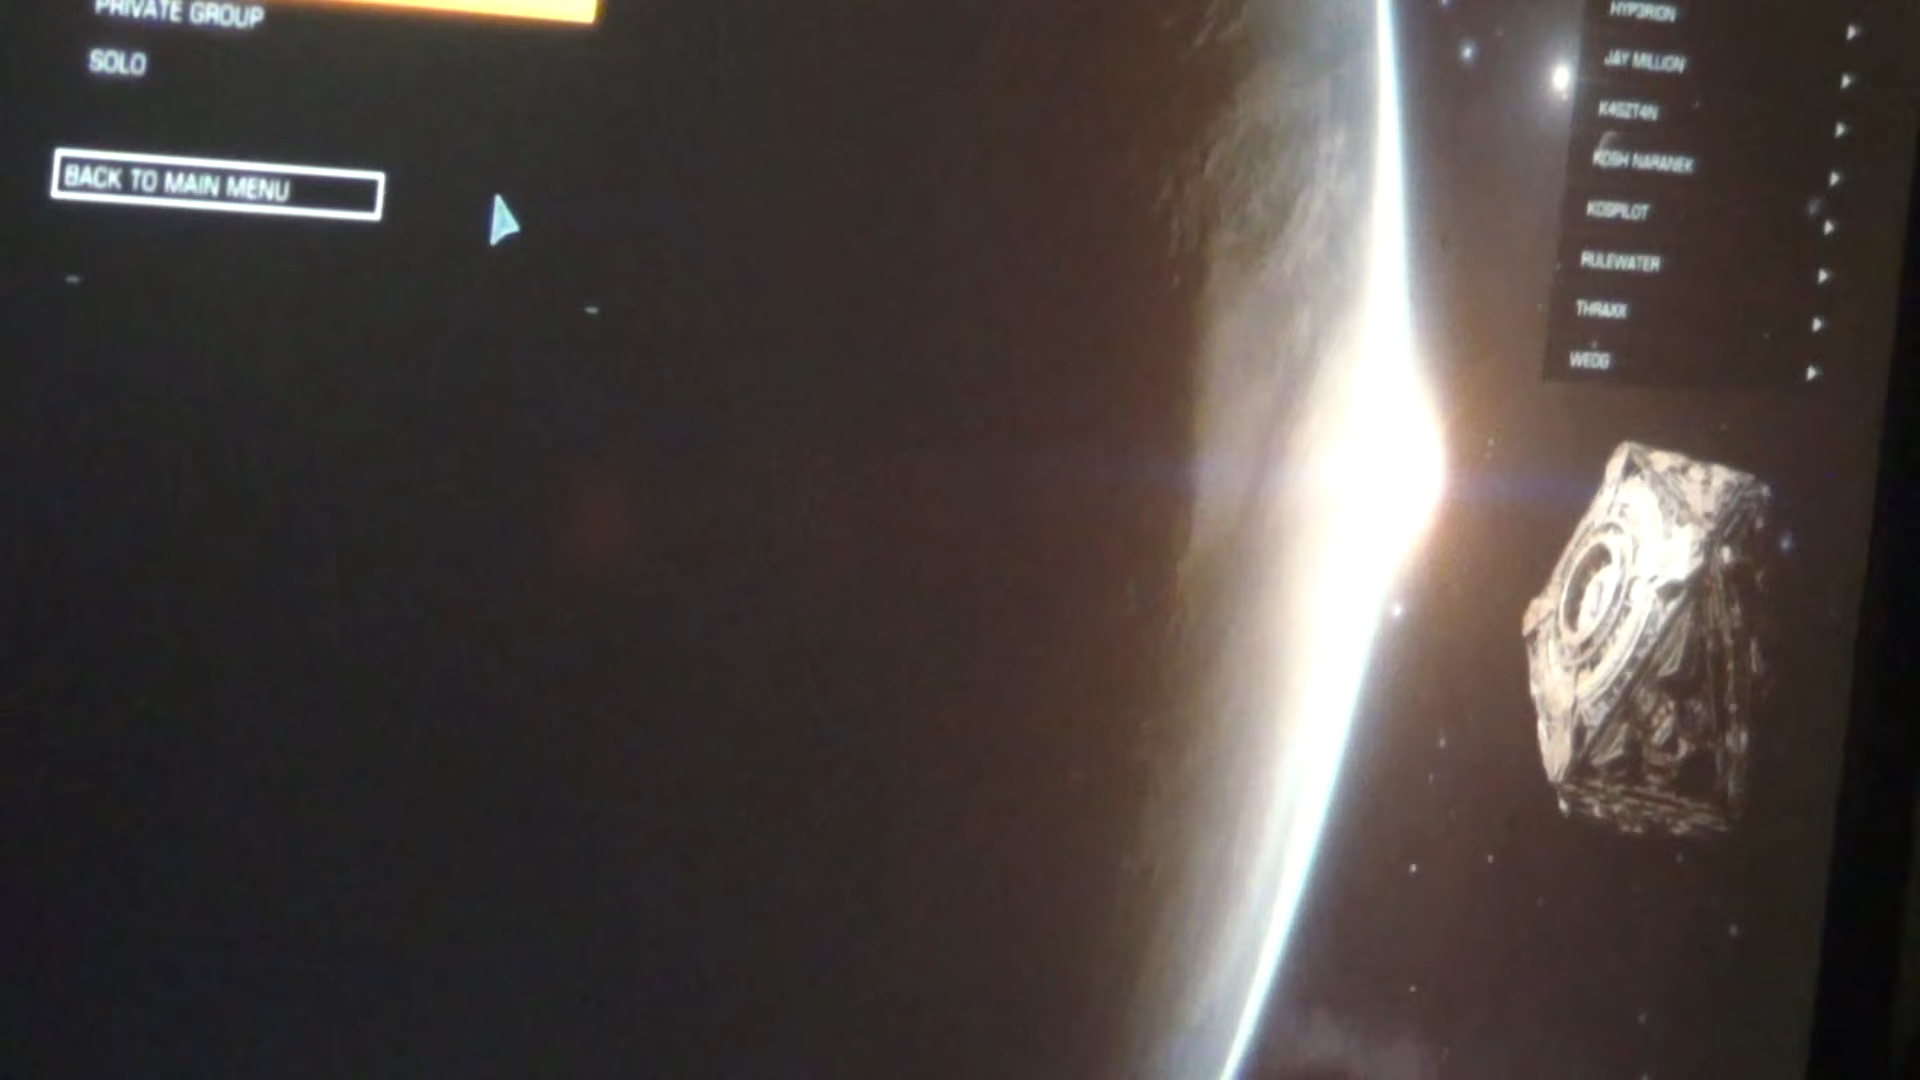 PRIVATE GROUP
SOLO
BACK TO MAIN MENU
HYP3RION
JAY MILLION
K4SZT4N
KOSH NARANEK
KOSPILOT
RULEWATER
THRAXX
WEDG